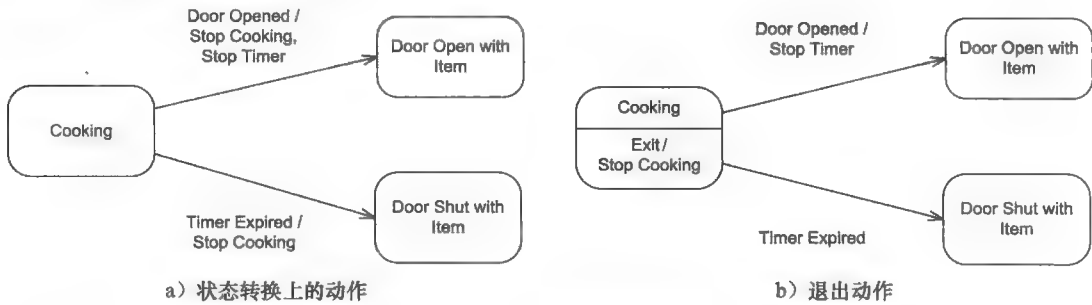 Door Opened /
Stop Cooking,
Stop Timer
Door Open with
Item
Cooking
Door Shut with
Item
Timer Expired /
Stop Cooking
a）状态转换上的动作
Door Opened /
Stop Timer
Door Open with
Item
Cooking
Exit /
Stop Cooking
Door Shut with
Item
Timer Expired
b）退出动作